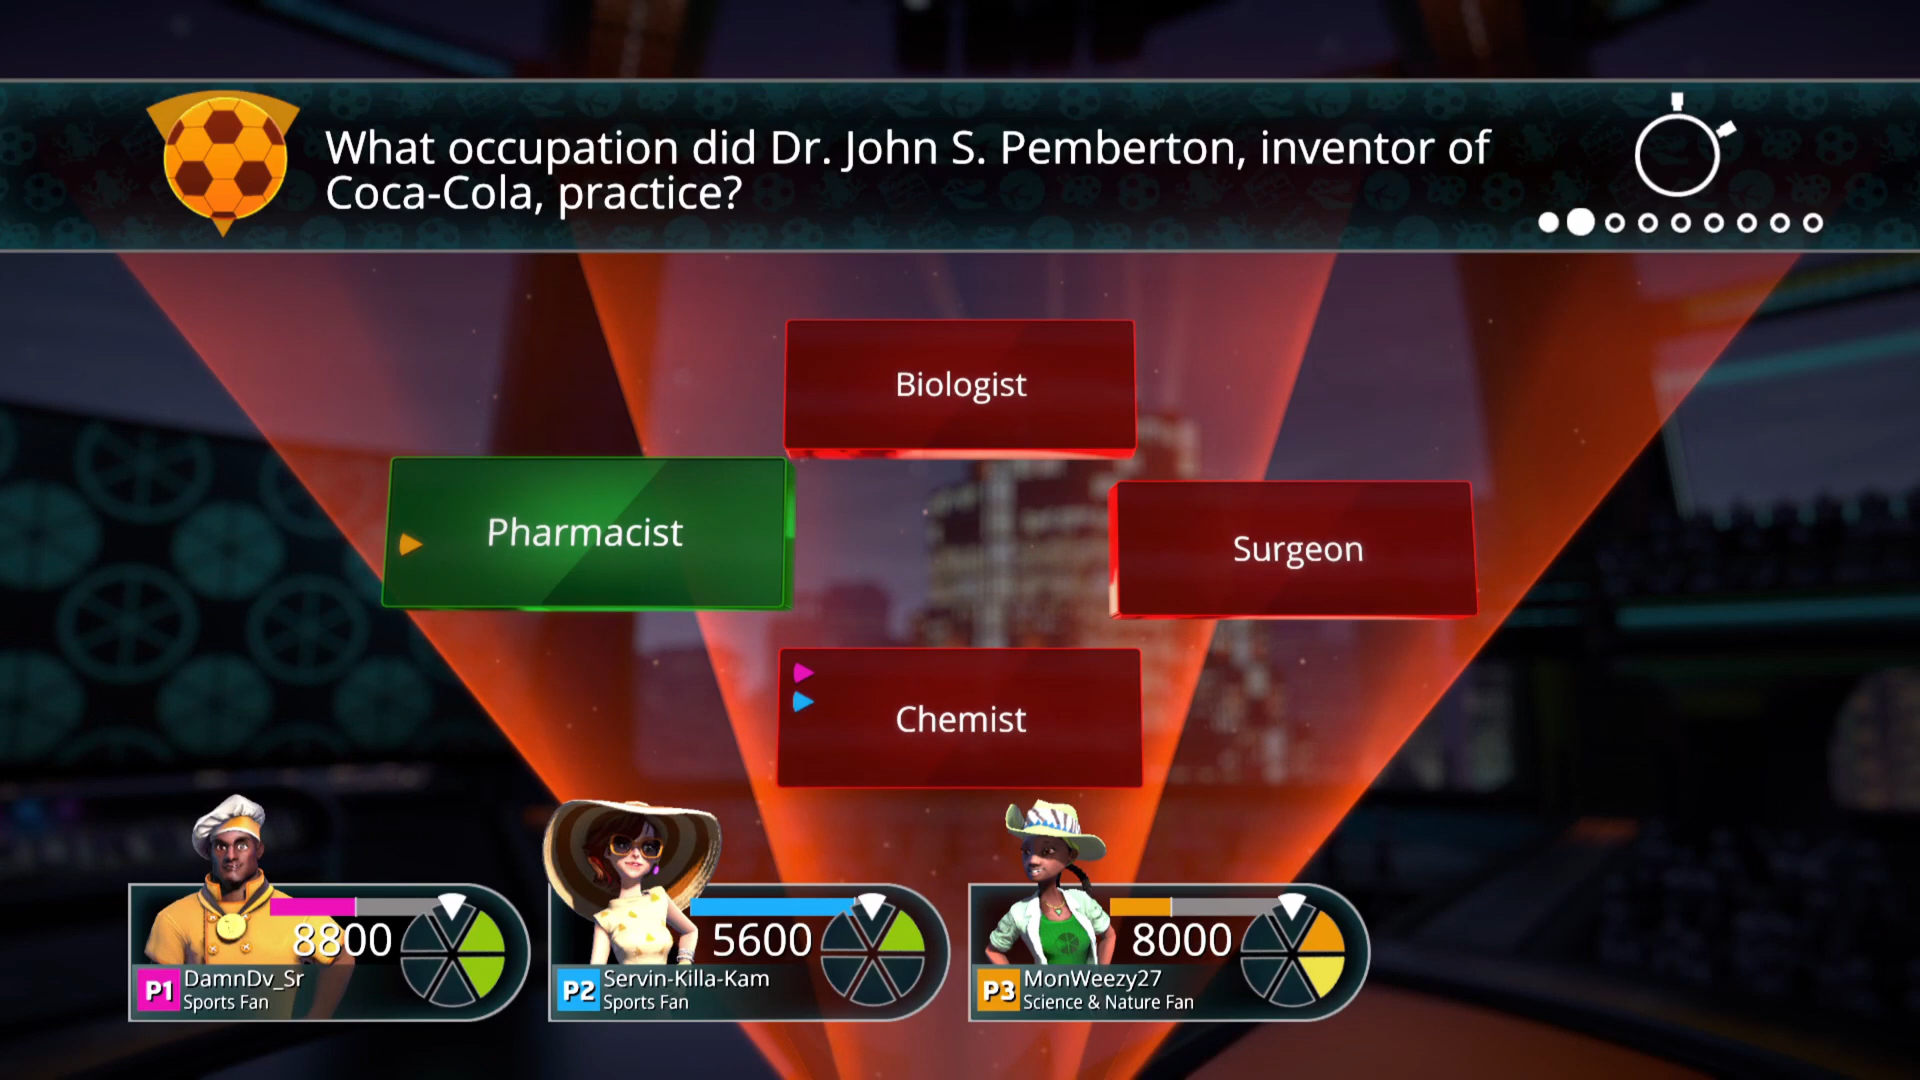 What occupation did Dr. John S. Pemberton, inventor of
Coca-Cola, practice?
Biologist
Pharmacist
Surgeon
Chemist
8800
P1 DamnDv_Sr
Sports Fan
5600
P2 Servin-Killa-Kam
Sports Fan
8000
P3 MonWeezy27
Science & Nature Fan